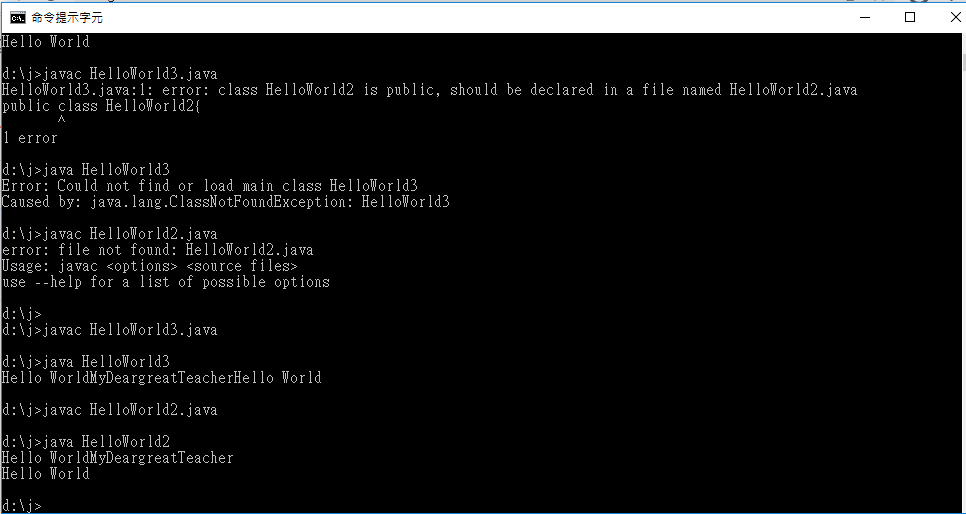 命令提示字元
Hello World
d:\j>javac HelloWorld3.java
HelloWorld3.java:1: error: class HelloWorld2 is public, should be declared in a file named HelloWorld2.java
public class HelloWorld2{
^
1 error
d:\j>java HelloWorld3
Error: Could not find or load main class HelloWorld3
Caused by: java.lang.ClassNotFoundException: HelloWorld3
d:\j>javac HelloWorld2.java
error: file not found: HelloWorld2.java
Usage: javac <options> <source files>
use --help for a list of possible options
d:\j>
d:\j>javac HelloWorld3.java
d:\j>java HelloWorld3
Hello WorldMyDeargreatTeacherHello World
d:\j>javac HelloWorld2.java
d:\j>java HelloWorld2
Hello WorldMyDeargreatTeacher
Hello World
d:\j>